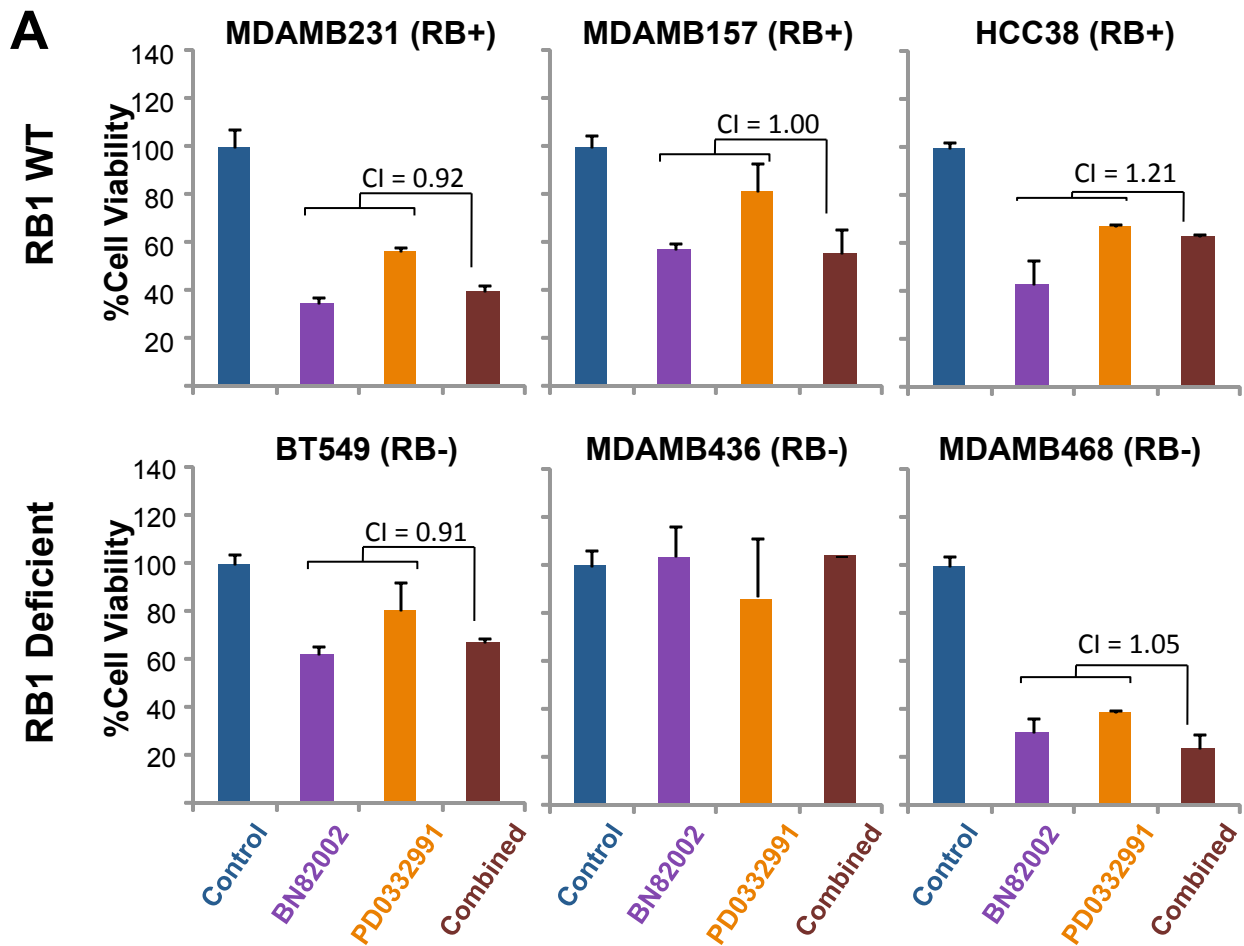 A
MDAMB231 (RB+)
MDAMB157 (RB+)
HCC38 (RB+)
RB1 WT
%Cell Viability
140
120
100
80
60
40
20
CI = 0.92
CI = 1.00
CI = 1.21
BT549 (RB-)
MDAMB436 (RB-)
MDAMB468 (RB-)
RB1 Deficient
%Cell Viability
140
120
100
80
60
40
20
CI = 0.91
CI = 1.05
Control
BN82002
PD0332991
Combined
Control
BN82002
PD0332991
Combined
Control
BN82002
PD0332991
Combined